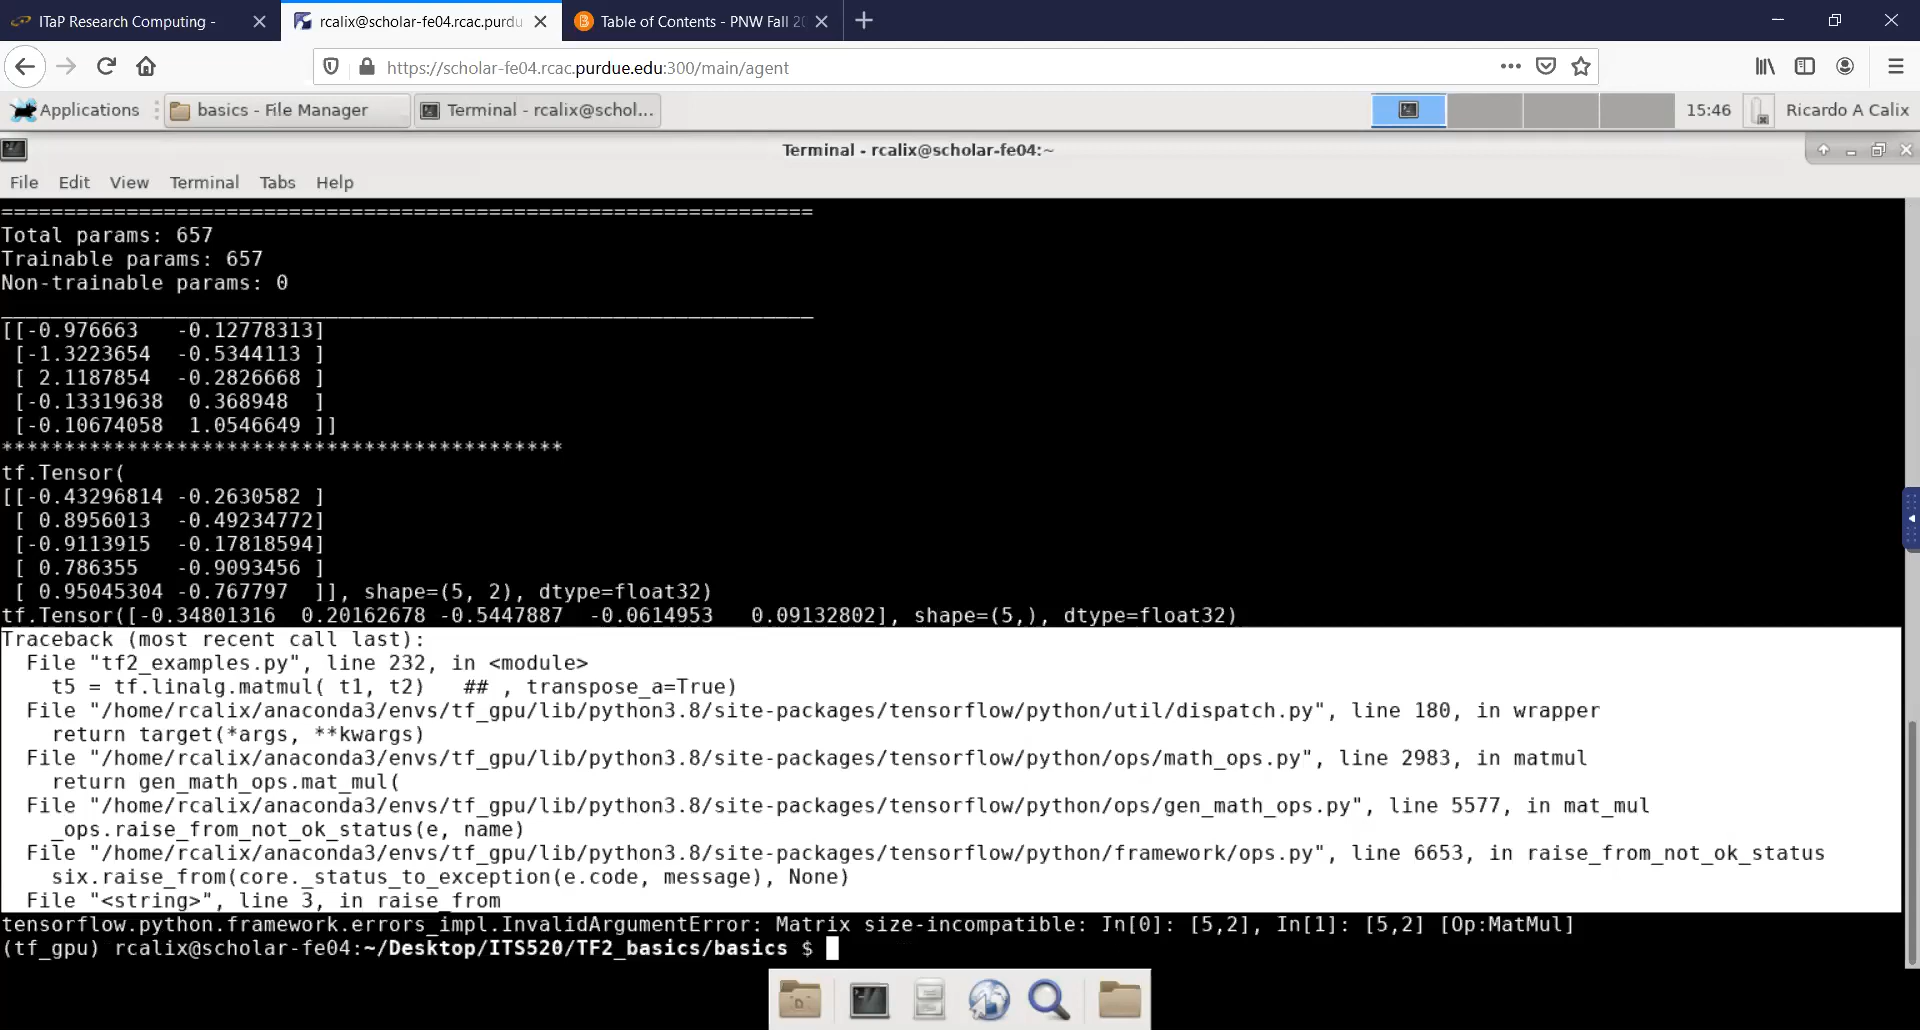 ITaP Research Computing -
rcalix@scholar-fe04.rcac.purdu
Table of Contents - PNW Fall 20
https://scholar-fe04.rcac.purdue.edu:300/main/agent
Applications
basics - File Manager
Terminal - rcalix@schol...
15:46
Ricardo A Calix
Terminal - rcalix@scholar-fe04:~
File Edit View Terminal Tabs Help
=================================================================
Total params: 657
Trainable params: 657
Non-trainable params: 0
_________________________________________________________________
[[-0.976663   -0.12778313]
 [-1.3223654  -0.5344113 ]
 [ 2.1187854  -0.2826668 ]
 [-0.13319638  0.368948  ]
 [-0.10674058  1.0546649 ]]
*********************************************
tf.Tensor(
[[-0.43296814 -0.2630582 ]
 [ 0.8956013  -0.49234772]
 [-0.9113915  -0.17818594]
 [ 0.786355   -0.9093456 ]
 [ 0.95045304 -0.767797  ]], shape=(5, 2), dtype=float32)
tf.Tensor([-0.34801316  0.20162678 -0.5447887  -0.0614953   0.09132802], shape=(5,), dtype=float32)
Traceback (most recent call last):
  File "tf2_examples.py", line 232, in <module>
    t5 = tf.linalg.matmul( t1, t2)   ## , transpose_a=True)
  File "/home/rcalix/anaconda3/envs/tf_gpu/lib/python3.8/site-packages/tensorflow/python/util/dispatch.py", line 180, in wrapper
    return target(*args, **kwargs)
  File "/home/rcalix/anaconda3/envs/tf_gpu/lib/python3.8/site-packages/tensorflow/python/ops/math_ops.py", line 2983, in matmul
    return gen_math_ops.mat_mul(
  File "/home/rcalix/anaconda3/envs/tf_gpu/lib/python3.8/site-packages/tensorflow/python/ops/gen_math_ops.py", line 5577, in mat_mul
    _ops.raise_from_not_ok_status(e, name)
  File "/home/rcalix/anaconda3/envs/tf_gpu/lib/python3.8/site-packages/tensorflow/python/framework/ops.py", line 6653, in raise_from_not_ok_status
    six.raise_from(core._status_to_exception(e.code, message), None)
  File "<string>", line 3, in raise_from
tensorflow.python.framework.errors_impl.InvalidArgumentError: Matrix size-incompatible: In[0]: [5,2], In[1]: [5,2] [Op:MatMul]
(tf_gpu) rcalix@scholar-fe04:~/Desktop/ITS520/TF2_basics/basics $